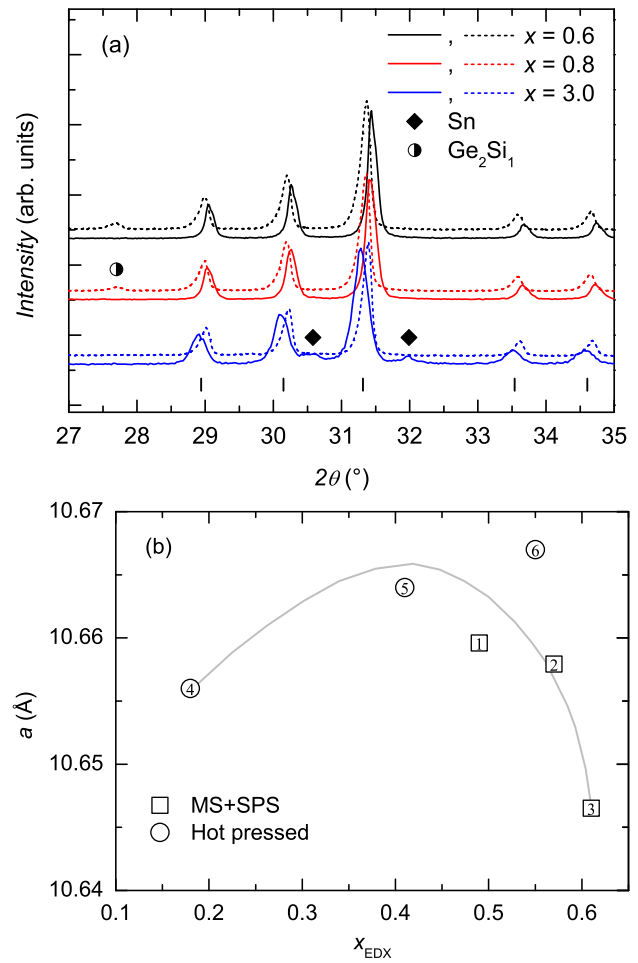 (a)
, x = 0.6
, x = 0.8
, x = 3.0
Sn
Ge₂Si₁
Intensity (arb. units)
27 28 29 30 31 32 33 34 35
2θ (°)
(b)
10.67
10.66
10.65
10.64
a (Å)
6
5
1
2
4
3
MS+SPS
Hot pressed
0.1 0.2 0.3 0.4 0.5 0.6
x_EDX